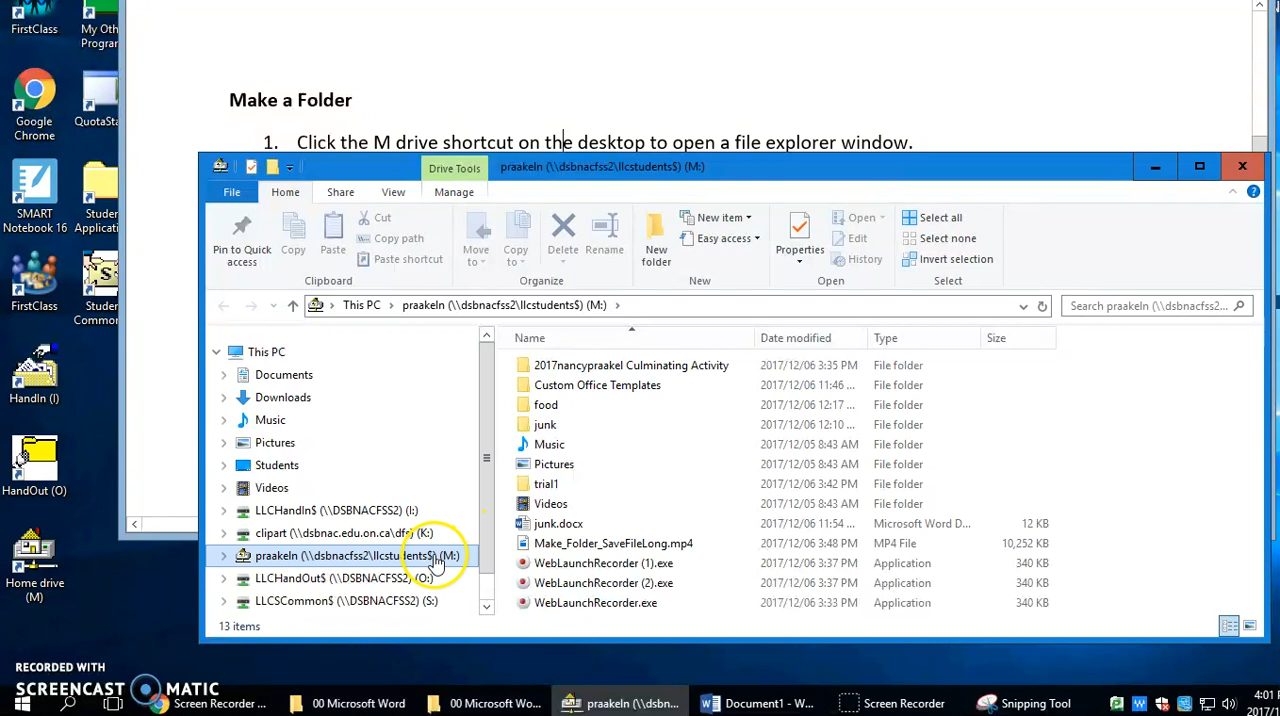 FirstClass
My Oth
Progran
Google
Chrome
QuotaSta
SMART
Notebook 16
Studer
Applicati
FirstClass
Studer
Common
HandIn (I)
HandOut (O)
Home drive
(M)
Make a Folder
1. Click the M drive shortcut on the desktop to open a file explorer window.
Drive Tools
praakeln (\\dsbnacfss2\llcstudents$) (M:)
File
Home
Share
View
Manage
Pin to Quick
access
Copy
Paste
Cut
Copy path
Paste shortcut
Clipboard
Move
to
Copy
to
Delete
Rename
Organize
New
folder
New item
Easy access
New
Properties
Open
Edit
History
Open
Select all
Select none
Invert selection
Select
This PC
praakeln (\\dsbnacfss2\llcstudents$) (M:)
Search praakeln (\\dsbnacfss2...
This PC
Documents
Downloads
Music
Pictures
Students
Videos
LLCHandIn$ (\\DSBNACFSS2) (I:)
clipart (\\dsbnac.edu.on.ca\dfs) (K:)
praakeln (\\dsbnacfss2\llcstudents$) (M:)
LLCHandOut$ (\\DSBNACFSS2) (O:)
LLCSCommon$ (\\DSBNACFSS2) (S:)
Name Date modified Type Size
2017nancypraakel Culminating Activity 2017/12/06 3:35 PM File folder
Custom Office Templates 2017/12/06 11:46 ... File folder
food 2017/12/06 12:17 ... File folder
junk 2017/12/06 12:10 ... File folder
Music 2017/12/05 8:43 AM File folder
Pictures 2017/12/05 8:43 AM File folder
trial1 2017/12/06 3:42 PM File folder
Videos 2017/12/05 8:43 AM File folder
junk.docx 2017/12/06 11:54 ... Microsoft Word D... 12 KB
Make_Folder_SaveFileLong.mp4 2017/12/06 3:48 PM MP4 File 10,252 KB
WebLaunchRecorder (1).exe 2017/12/06 3:37 PM Application 340 KB
WebLaunchRecorder (2).exe 2017/12/06 3:37 PM Application 340 KB
WebLaunchRecorder.exe 2017/12/06 3:33 PM Application 340 KB
13 items
RECORDED WITH
SCREENCAST MATIC
Screen Recorder ...
00 Microsoft Word
00 Microsoft Wo...
praakeln (\\dsbn...
Document1 - Wo...
Screen Recorder
Snipping Tool
4:01
2017/1